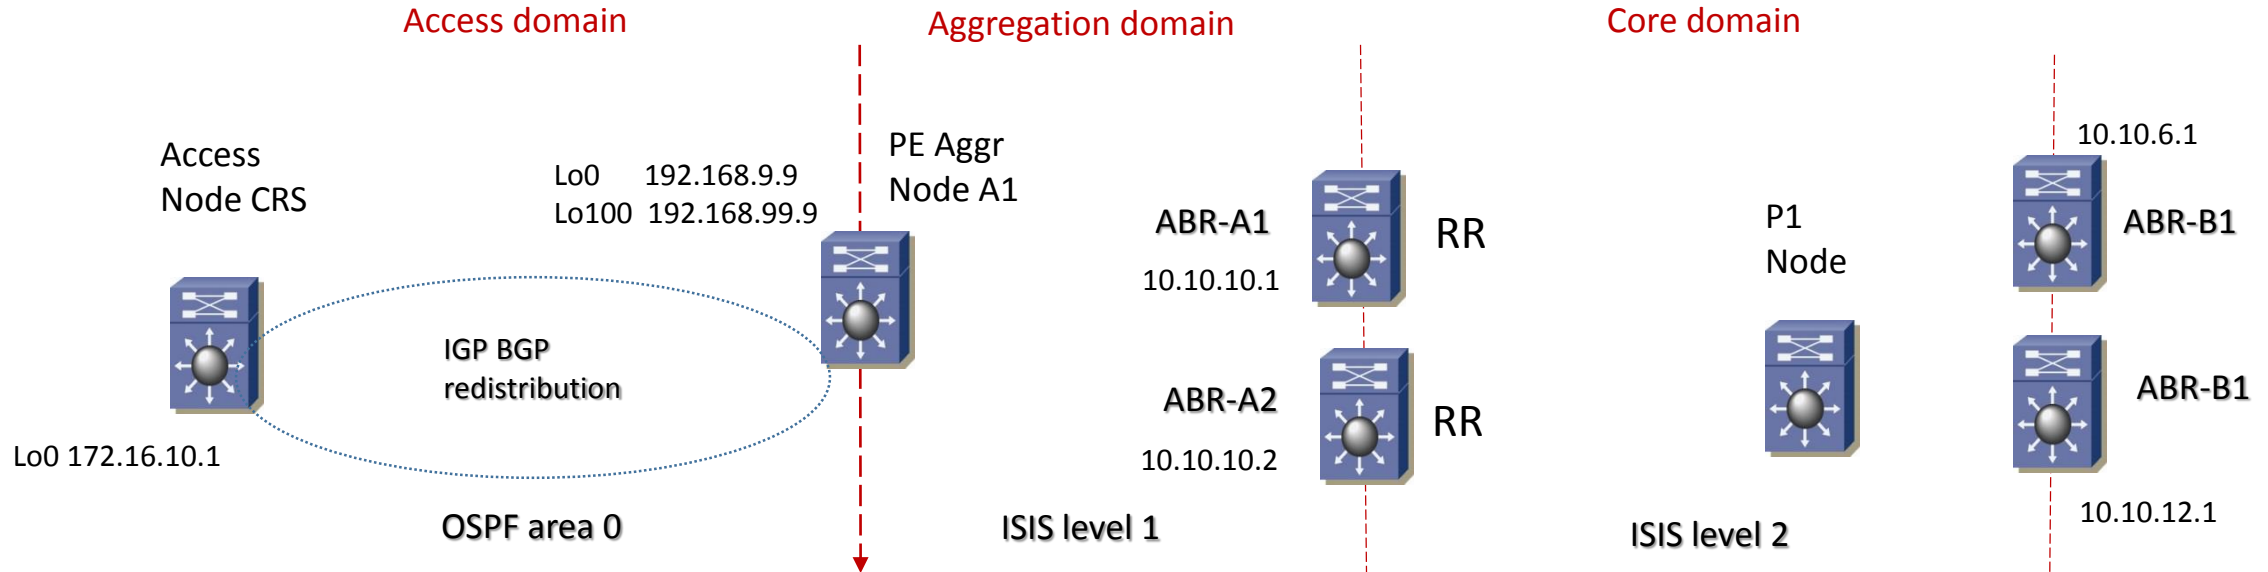 Access domain
Aggregation domain
Core domain
Access
Node CRS
Lo0 192.168.9.9
Lo100 192.168.99.9
PE Aggr
Node A1
ABR-A1
10.10.10.1
RR
P1
Node
10.10.6.1
ABR-B1
IGP BGP
redistribution
ABR-A2
10.10.10.2
RR
ABR-B1
10.10.12.1
Lo0 172.16.10.1
OSPF area 0
ISIS level 1
ISIS level 2